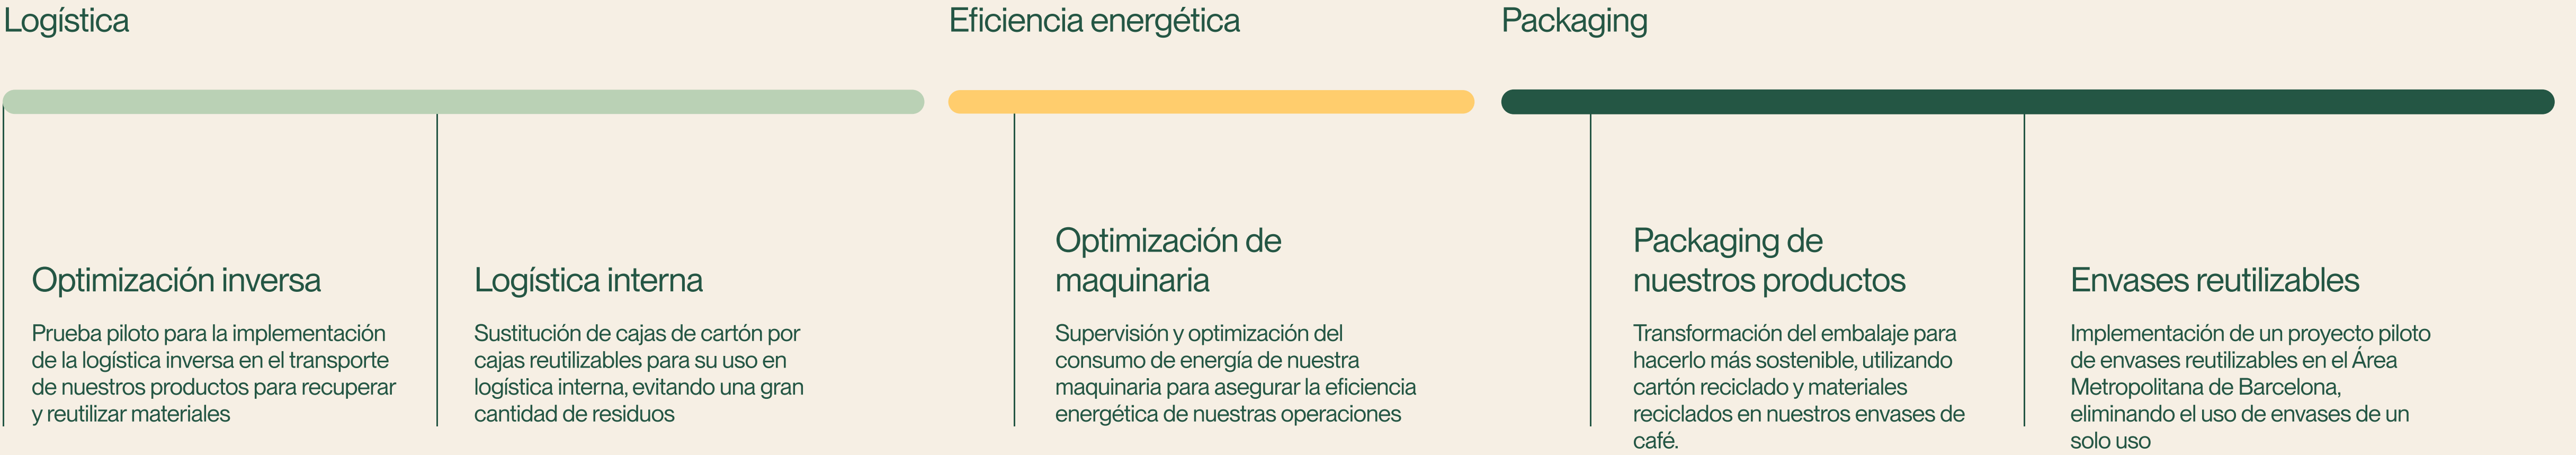 Logística
Eficiencia energética
Packaging
Optimización inversa
Prueba piloto para la implementación
de la logística inversa en el transporte
de nuestros productos para recuperar
y reutilizar materiales
Logística interna
Sustitución de cajas de cartón por
cajas reutilizables para su uso en
logística interna, evitando una gran
cantidad de residuos
Optimización de
maquinaria
Supervisión y optimización del
consumo de energía de nuestra
maquinaria para asegurar la eficiencia
energética de nuestras operaciones
Packaging de
nuestros productos
Transformación del embalaje para
hacerlo más sostenible, utilizando
cartón reciclado y materiales
reciclados en nuestros envases de
café.
Envases reutilizables
Implementación de un proyecto piloto
de envases reutilizables en el Área
Metropolitana de Barcelona,
eliminando el uso de envases de un
solo uso